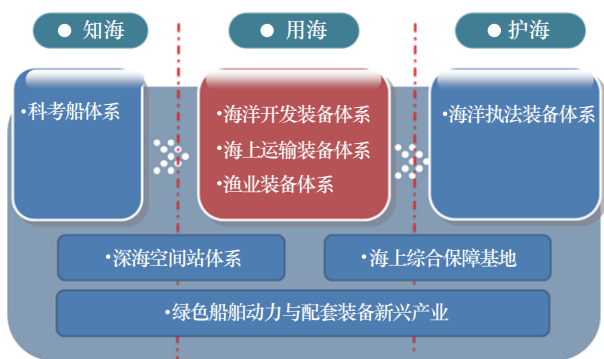 知海
用海
护海
·科考船体系
·海洋开发装备体系
·海上运输装备体系
·渔业装备体系
·海洋执法装备体系
·深海空间站体系
·海上综合保障基地
·绿色船舶动力与配套装备新兴产业